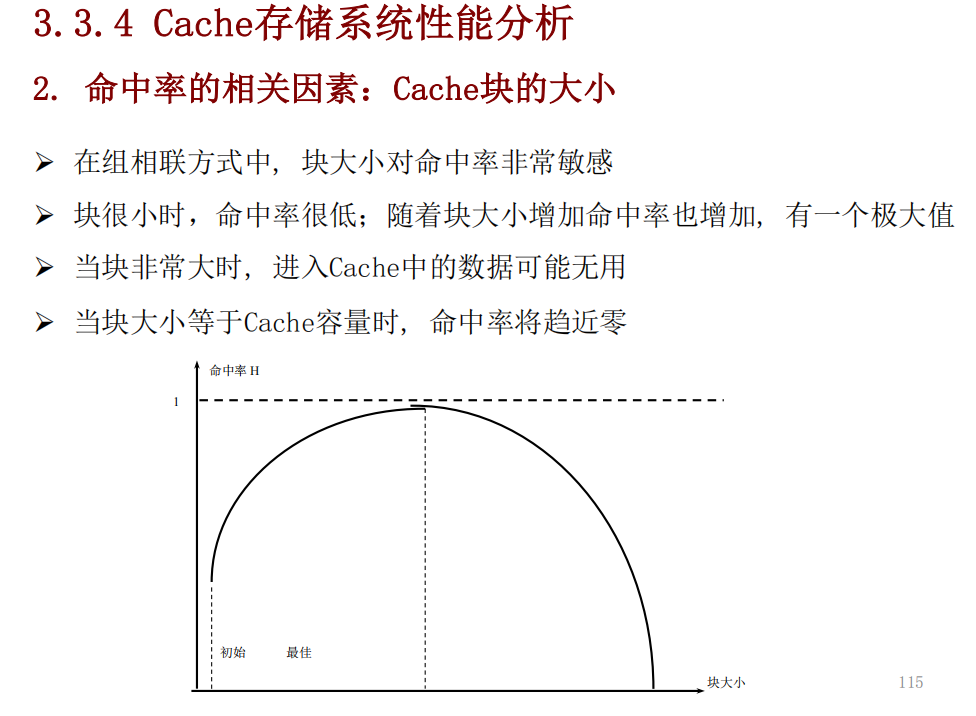 3.3.4 Cache存储系统性能分析
2. 命中率的相关因素：Cache块的大小
➢ 在组相联方式中, 块大小对命中率非常敏感
➢ 块很小时，命中率很低；随着块大小增加命中率也增加, 有一个极大值
➢ 当块非常大时, 进入Cache中的数据可能无用
➢ 当块大小等于Cache容量时, 命中率将趋近零
命中率 H
1
初始 最佳
块大小
115